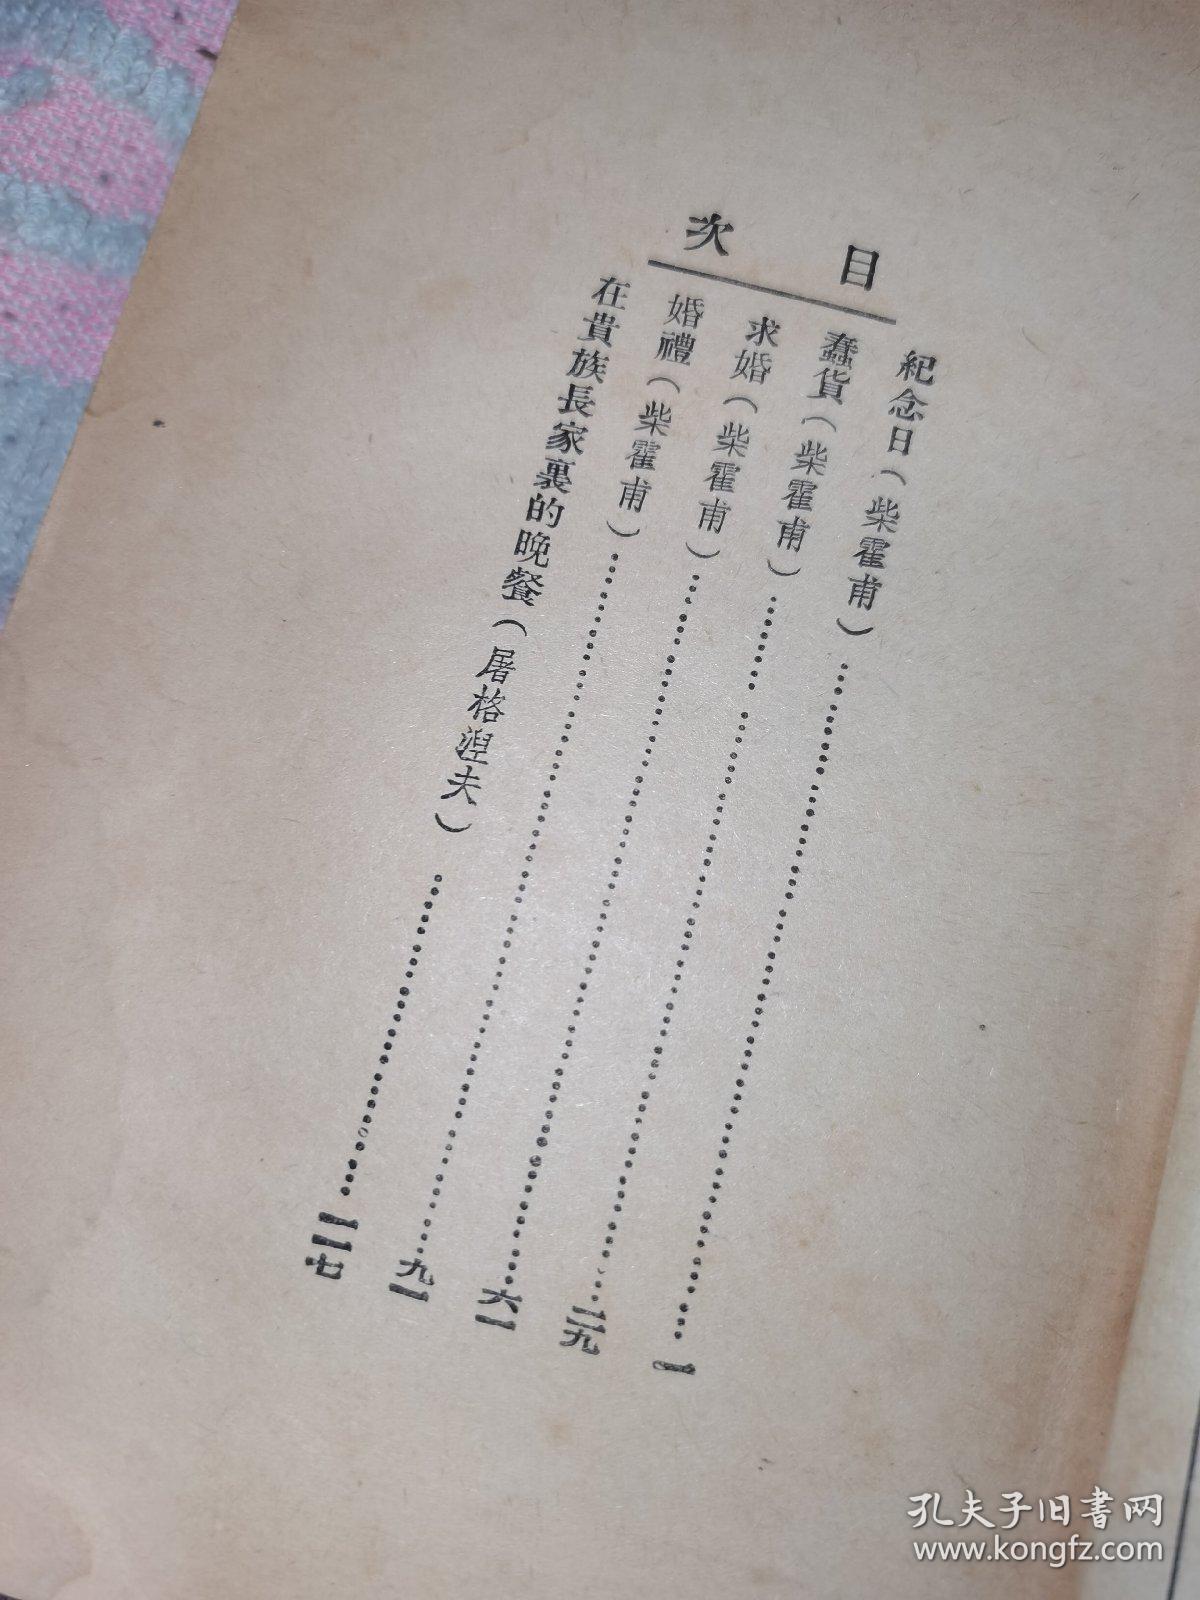 目次
紀念日(柴霍甫)……一
蠢貨(柴霍甫)……二九
求婚(柴霍甫)……六一
婚禮(柴霍甫)……九一
在貴族長家裏的晚餐(屠格涅夫)……一一七
孔夫子旧书网
www.kongfz.com